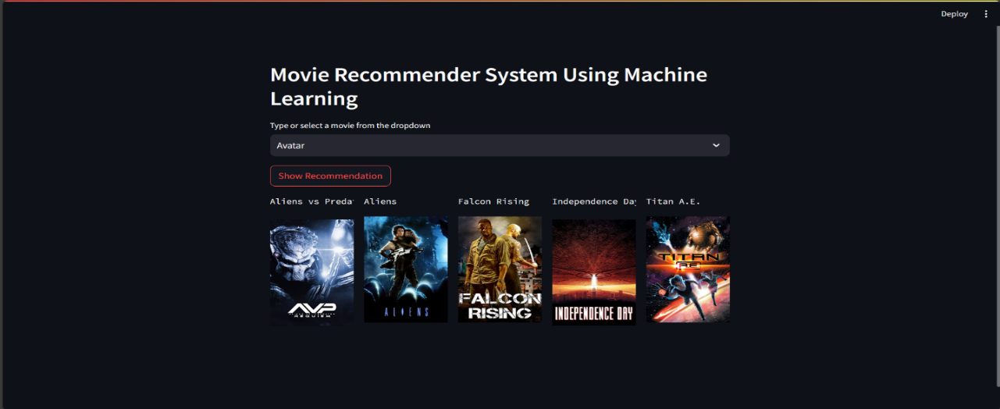 Deploy
Movie Recommender System Using Machine
Learning
Type or select a movie from the dropdown
Avatar
Show Recommendation
Aliens vs Preda
Aliens
Falcon Rising
Independence Day
Titan A.E.
AVP
REQUIEM
ALIENS
FALCON
RISING
INDEPENDENCE DAY
TITAN
AE